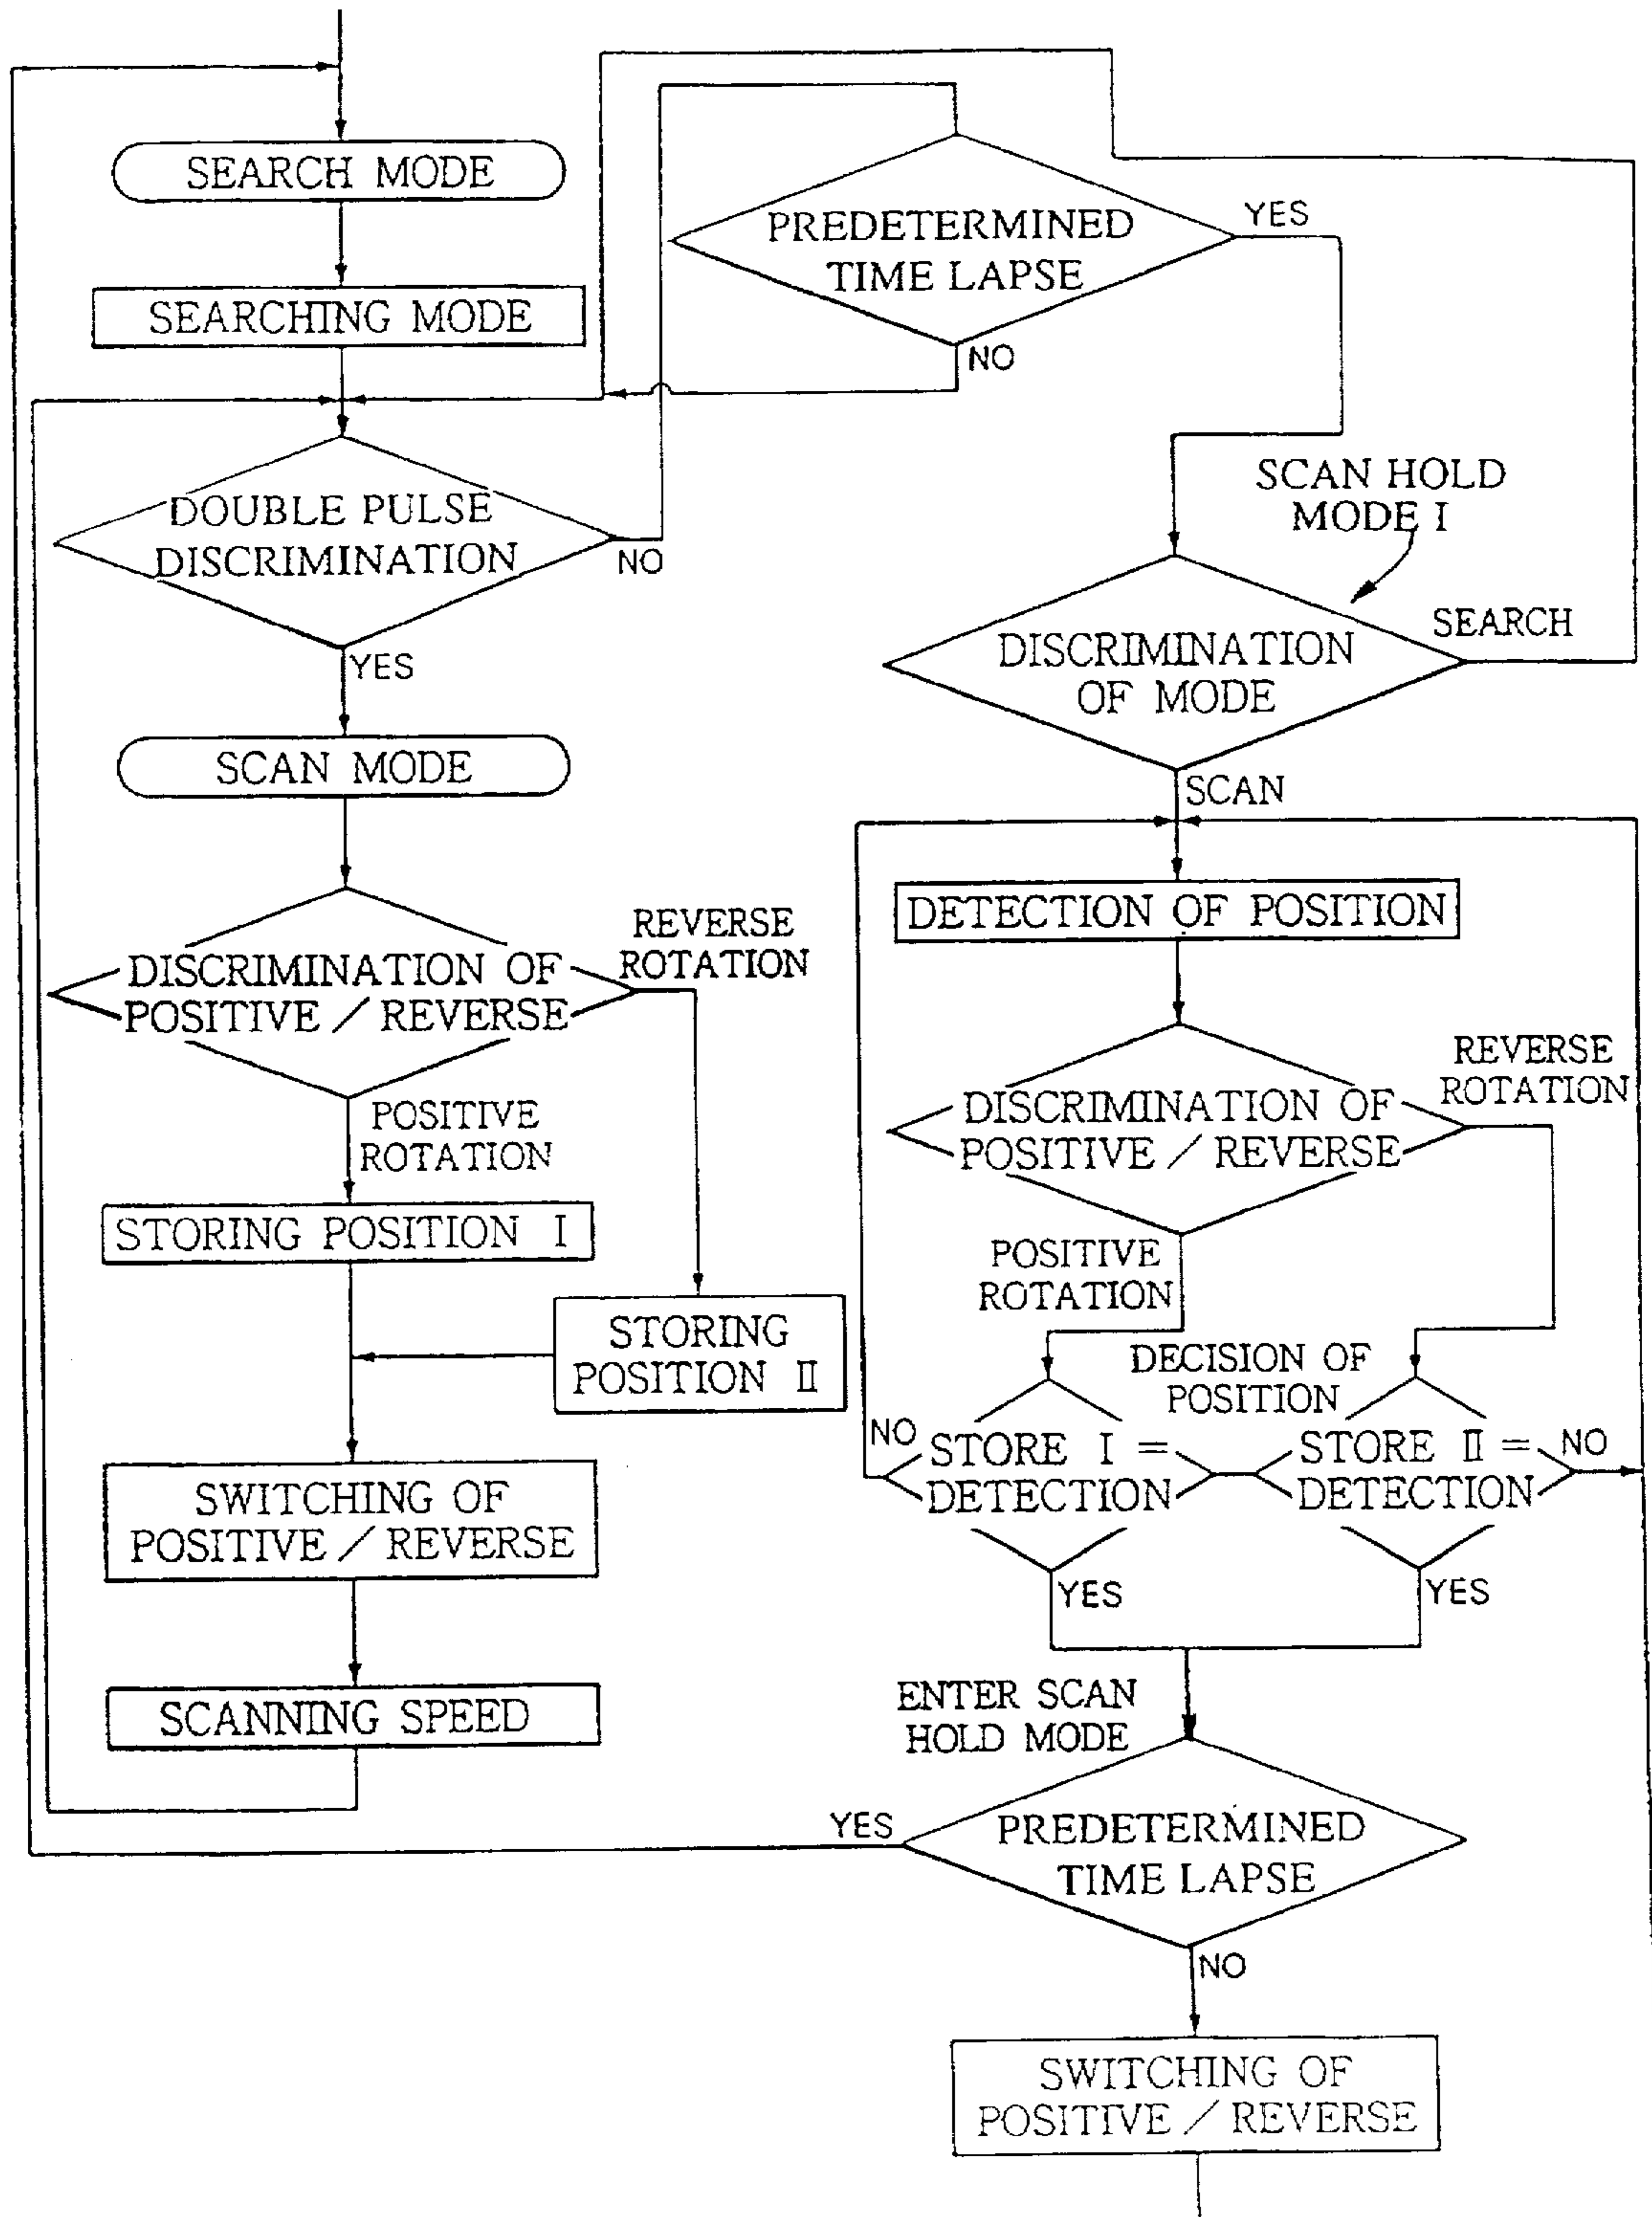 SEARCH MODE
SEARCHING MODE
PREDETERMINED
TIME LAPSE
YES
NO
DOUBLE PULSE
DISCRIMINATION
NO
YES
SCAN HOLD
MODE I
DISCRIMINATION
OF MODE
SEARCH
SCAN
SCAN MODE
DISCRIMINATION OF
POSITIVE / REVERSE
REVERSE
ROTATION
POSITIVE
ROTATION
STORING POSITION I
STORING
POSITION II
SWITCHING OF
POSITIVE / REVERSE
SCANNING SPEED
DETECTION OF POSITION
DISCRIMINATION OF
POSITIVE / REVERSE
REVERSE
ROTATION
POSITIVE
ROTATION
DECISION OF
POSITION
NO
STORE I =
DETECTION
YES
STORE II =
DETECTION
NO
YES
ENTER SCAN
HOLD MODE
PREDETERMINED
TIME LAPSE
YES
NO
SWITCHING OF
POSITIVE / REVERSE